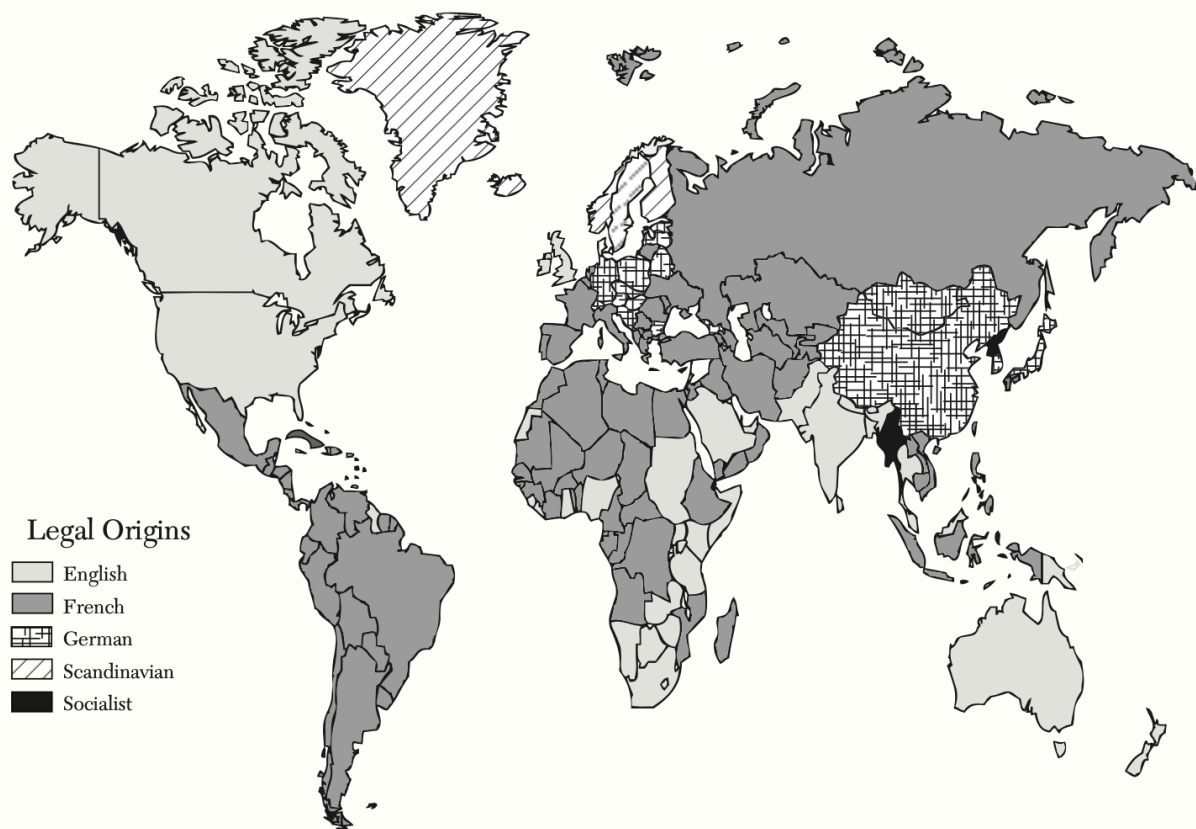 Legal Origins
English
French
German
Scandinavian
Socialist